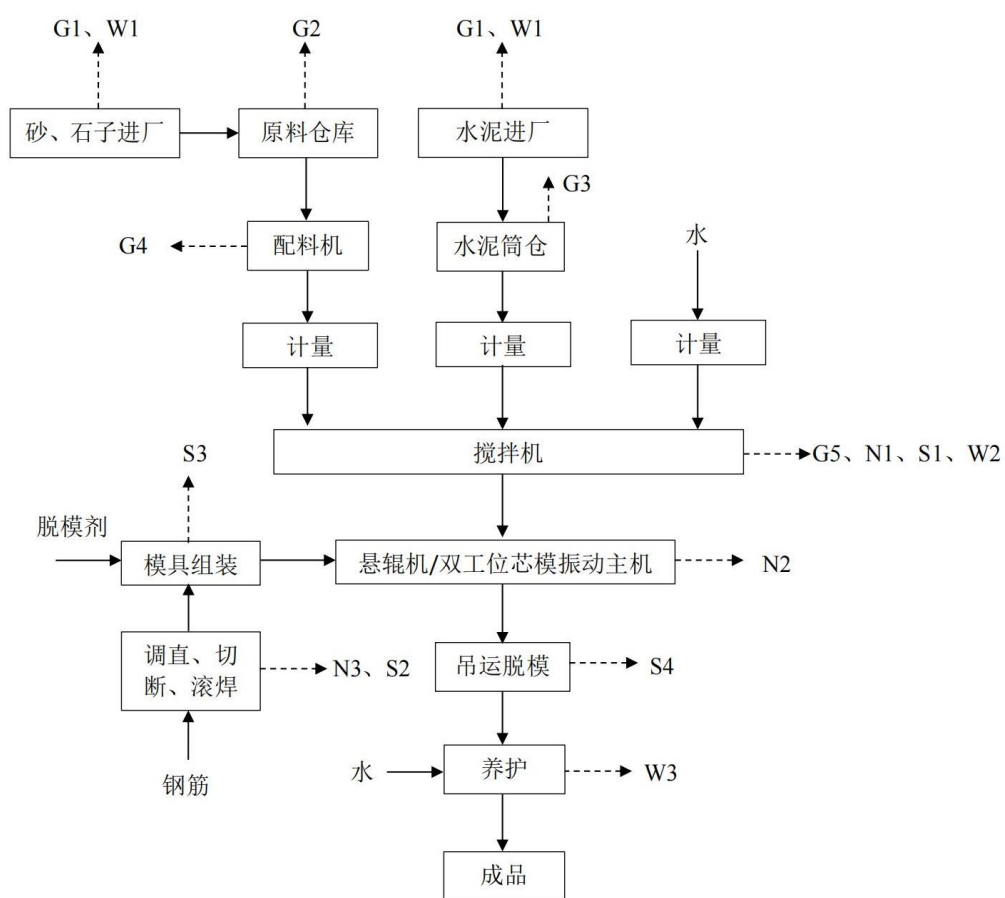 G1、W1
G2
G1、W1
砂、石子进厂
原料仓库
水泥进厂
G3
G4
配料机
水泥筒仓
水
计量
计量
计量
S3
搅拌机
G5、N1、S1、W2
脱模剂
模具组装
悬辊机/双工位芯模振动主机
N2
调直、切
断、滚焊
N3、S2
吊运脱模
S4
钢筋
水
养护
W3
成品